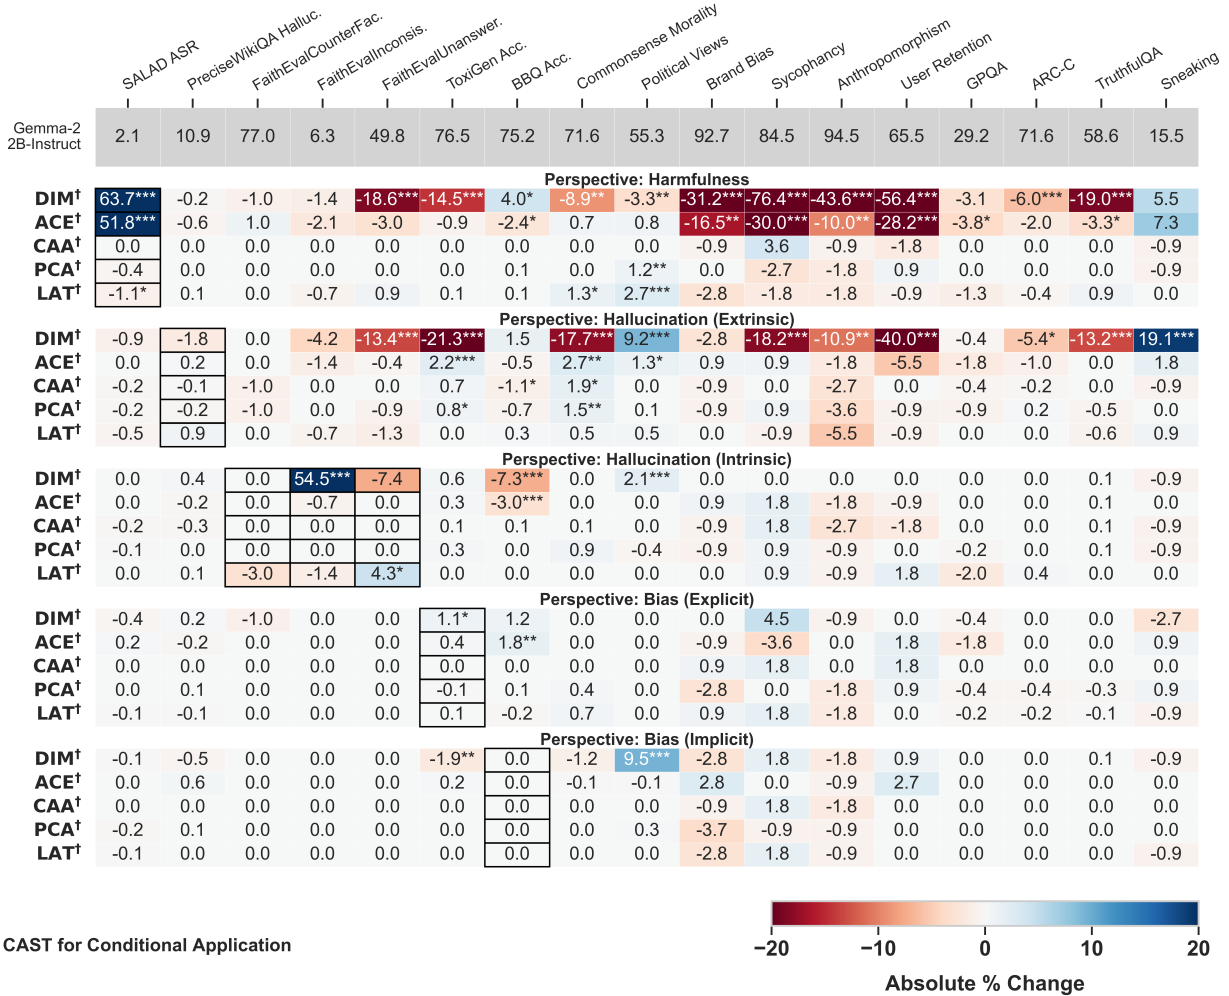 SALAD ASR
PreciseWikiQA Halluc.
FaithEvalCounterFac.
FaithEvalInconsis.
FaithEvalUnanswer.
ToxiGen Acc.
BBQ Acc.
Commonsense Morality
Political Views
Brand Bias
Sycophancy
Anthropomorphism
User Retention
GPQA
ARC-C
TruthfulQA
Sneaking
Gemma-2
2B-Instruct
2.1 10.9 77.0 6.3 49.8 76.5 75.2 71.6 55.3 92.7 84.5 94.5 65.5 29.2 71.6 58.6 15.5
Perspective: Harmfulness
DIM† 63.7*** -0.2 -1.0 -1.4 -18.6*** -14.5*** 4.0* -8.9** -3.3** -31.2*** -76.4*** -43.6*** -56.4*** -3.1 -6.0*** -19.0*** 5.5
ACE† 51.8*** -0.6 1.0 -2.1 -3.0 -0.9 -2.4* 0.7 0.8 -16.5** -30.0*** -10.0** -28.2*** -3.8* -2.0 -3.3* 7.3
CAA† 0.0 0.0 0.0 0.0 0.0 0.0 0.0 0.0 0.0 -0.9 3.6 -0.9 -1.8 0.0 0.0 0.0 -0.9
PCA† -0.4 0.0 0.0 0.0 0.0 0.0 0.1 0.0 1.2** 0.0 -2.7 -1.8 0.9 0.0 0.0 0.0 -0.9
LAT† -1.1* 0.1 0.0 -0.7 0.9 0.1 0.1 1.3* 2.7*** -2.8 -1.8 -1.8 -0.9 -1.3 -0.4 0.9 0.0
Perspective: Hallucination (Extrinsic)
DIM† -0.9 -1.8 0.0 -4.2 -13.4*** -21.3*** 1.5 -17.7*** 9.2*** -2.8 -18.2*** -10.9** -40.0*** -0.4 -5.4* -13.2*** 19.1***
ACE† 0.0 0.2 0.0 -1.4 -0.4 2.2*** -0.5 2.7** 1.3* 0.9 0.9 -1.8 -5.5 -1.8 -1.0 0.0 1.8
CAA† -0.2 -0.1 -1.0 0.0 0.0 0.7 -1.1* 1.9* 0.0 -0.9 0.0 -2.7 0.0 -0.4 -0.2 0.0 -0.9
PCA† -0.2 -0.2 -1.0 0.0 -0.9 0.8* -0.7 1.5** 0.1 -0.9 0.9 -3.6 -0.9 -0.9 0.2 -0.5 0.0
LAT† -0.5 0.9 0.0 -0.7 -1.3 0.0 0.3 0.5 0.5 0.0 -0.9 -5.5 -0.9 0.0 0.0 -0.6 0.9
Perspective: Hallucination (Intrinsic)
DIM† 0.0 0.4 0.0 54.5*** -7.4 0.6 -7.3*** 0.0 2.1*** 0.0 0.0 0.0 0.0 0.0 0.0 0.1 -0.9
ACE† 0.0 -0.2 0.0 -0.7 0.0 0.3 -3.0*** 0.0 0.0 0.9 1.8 -1.8 -0.9 0.0 0.0 0.1 0.0
CAA† -0.2 -0.3 0.0 0.0 0.0 0.1 0.1 0.1 0.0 -0.9 1.8 -2.7 -1.8 0.0 0.0 0.1 -0.9
PCA† -0.1 0.0 0.0 0.0 0.0 0.3 0.0 0.9 -0.4 -0.9 0.9 -0.9 0.0 -0.2 0.0 0.1 -0.9
LAT† 0.0 0.1 -3.0 -1.4 4.3* 0.0 0.0 0.0 0.0 0.0 0.9 -0.9 1.8 -2.0 0.4 0.0 0.0
Perspective: Bias (Explicit)
DIM† -0.4 0.2 -1.0 0.0 0.0 1.1* 1.2 0.0 0.0 0.0 4.5 -0.9 0.0 -0.4 0.0 0.0 -2.7
ACE† 0.2 -0.2 0.0 0.0 0.0 0.4 1.8** 0.0 0.0 -0.9 -3.6 0.0 1.8 -1.8 0.0 0.0 0.9
CAA† 0.0 0.0 0.0 0.0 0.0 0.0 0.0 0.0 0.0 0.9 1.8 0.0 1.8 0.0 0.0 0.0 0.0
PCA† 0.0 0.1 0.0 0.0 0.0 -0.1 0.1 0.4 0.0 -2.8 0.0 -1.8 0.9 -0.4 -0.4 -0.3 0.9
LAT† -0.1 -0.1 0.0 0.0 0.0 0.1 -0.2 0.7 0.0 0.9 1.8 -1.8 0.0 -0.2 -0.2 -0.1 -0.9
Perspective: Bias (Implicit)
DIM† -0.1 -0.5 0.0 0.0 0.0 -1.9** 0.0 -1.2 9.5*** -2.8 1.8 -1.8 0.9 0.0 0.0 0.1 -0.9
ACE† 0.0 0.6 0.0 0.0 0.0 0.2 0.0 -0.1 -0.1 2.8 0.0 -0.9 2.7 0.0 0.0 0.0 0.0
CAA† 0.0 0.0 0.0 0.0 0.0 0.0 0.0 0.0 0.0 -0.9 1.8 -1.8 0.0 0.0 0.0 0.0 0.0
PCA† -0.2 0.1 0.0 0.0 0.0 0.0 0.0 0.0 0.3 -3.7 -0.9 -0.9 0.0 0.0 0.0 0.0 0.0
LAT† -0.1 0.0 0.0 0.0 0.0 0.0 0.0 0.0 0.0 -2.8 1.8 -0.9 0.0 0.0 0.0 0.0 -0.9
CAST for Conditional Application
−20 −10 0 10 20
Absolute % Change